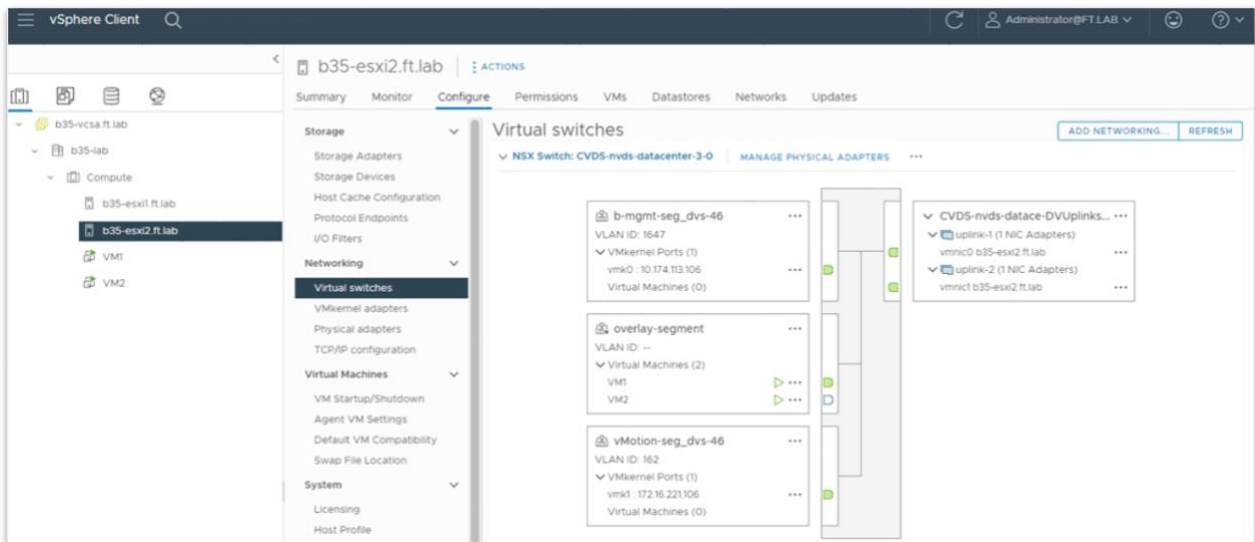 vSphere Client
Administrator@FT.LAB
b35-vcsa.ft.lab
b35-lab
Compute
b35-esxi1.ft.lab
b35-esxi2.ft.lab
VM1
VM2
b35-esxi2.ft.lab
ACTIONS
Summary Monitor Configure Permissions VMs Datastores Networks Updates
Storage
Storage Adapters
Storage Devices
Host Cache Configuration
Protocol Endpoints
I/O Filters
Networking
Virtual switches
VMkernel adapters
Physical adapters
TCP/IP configuration
Virtual Machines
VM Startup/Shutdown
Agent VM Settings
Default VM Compatibility
Swap File Location
System
Licensing
Host Profile
Virtual switches
ADD NETWORKING... REFRESH
NSX Switch: CVDS-nvds-datacenter-3-0 MANAGE PHYSICAL ADAPTERS ...
b-mgmt-seg_dvs-46 ...
VLAN ID: 1647
VMkernel Ports (1)
vmk0 : 10.174.113.106 ...
Virtual Machines (0)
overlay-segment ...
VLAN ID: --
Virtual Machines (2)
VM1 ...
VM2 ...
vMotion-seg_dvs-46 ...
VLAN ID: 162
VMkernel Ports (1)
vmk1 : 172.16.221.106 ...
Virtual Machines (0)
CVDS-nvds-datace-DVUplinks... ...
uplink-1 (1 NIC Adapters)
vmnic0 b35-esxi2.ft.lab ...
uplink-2 (1 NIC Adapters)
vmnic1 b35-esxi2.ft.lab ...